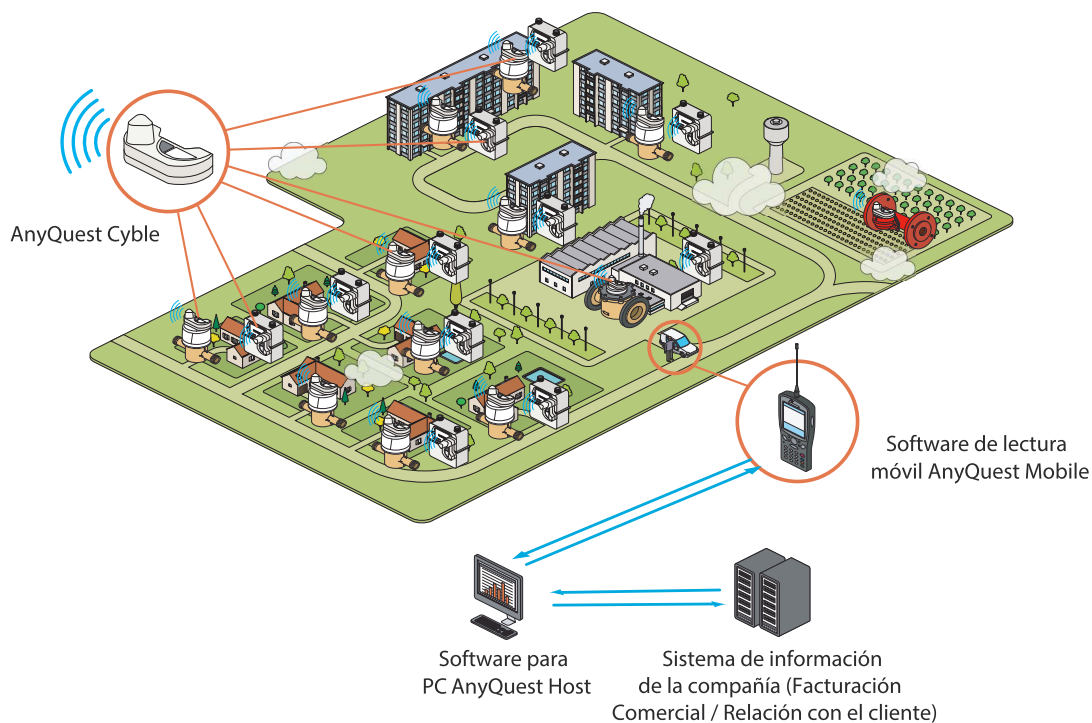 AnyQuest Cyble
Software de lectura
móvil AnyQuest Mobile
Software para
PC AnyQuest Host
Sistema de información
de la compañía (Facturación
Comercial / Relación con el cliente)